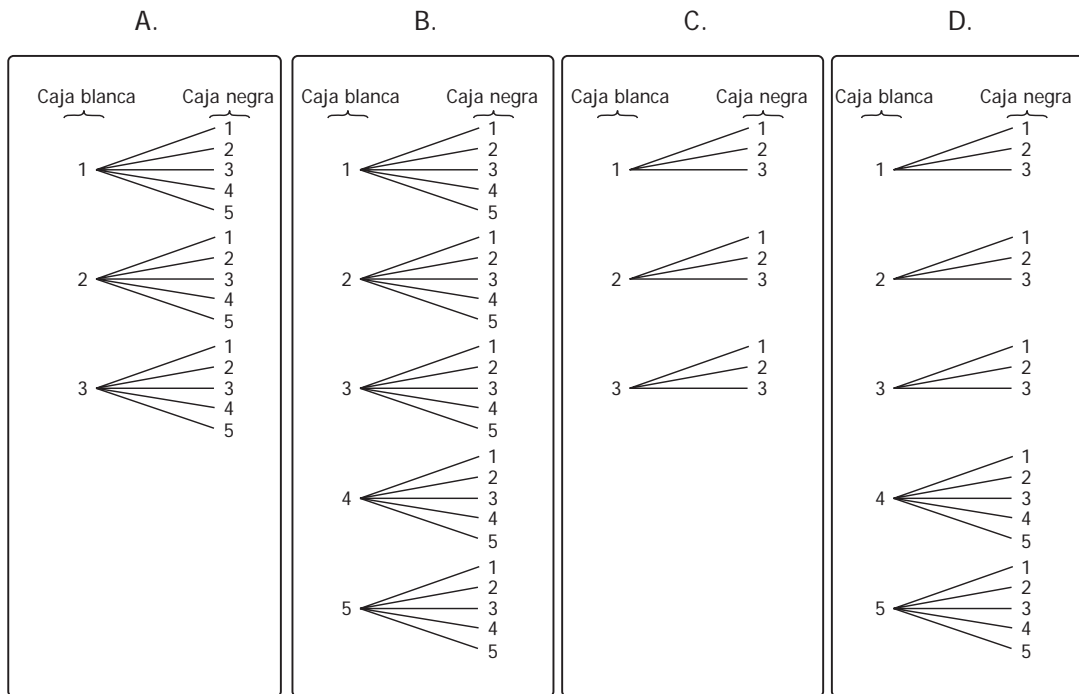 A.
Caja blanca Caja negra
1 1 2 3 4 5
2 1 2 3 4 5
3 1 2 3 4 5
B.
Caja blanca Caja negra
1 1 2 3 4 5
2 1 2 3 4 5
3 1 2 3 4 5
4 1 2 3 4 5
5 1 2 3 4 5
C.
Caja blanca Caja negra
1 1 2 3
2 1 2 3
3 1 2 3
D.
Caja blanca Caja negra
1 1 2 3
2 1 2 3
3 1 2 3
4 1 2 3 4 5
5 1 2 3 4 5